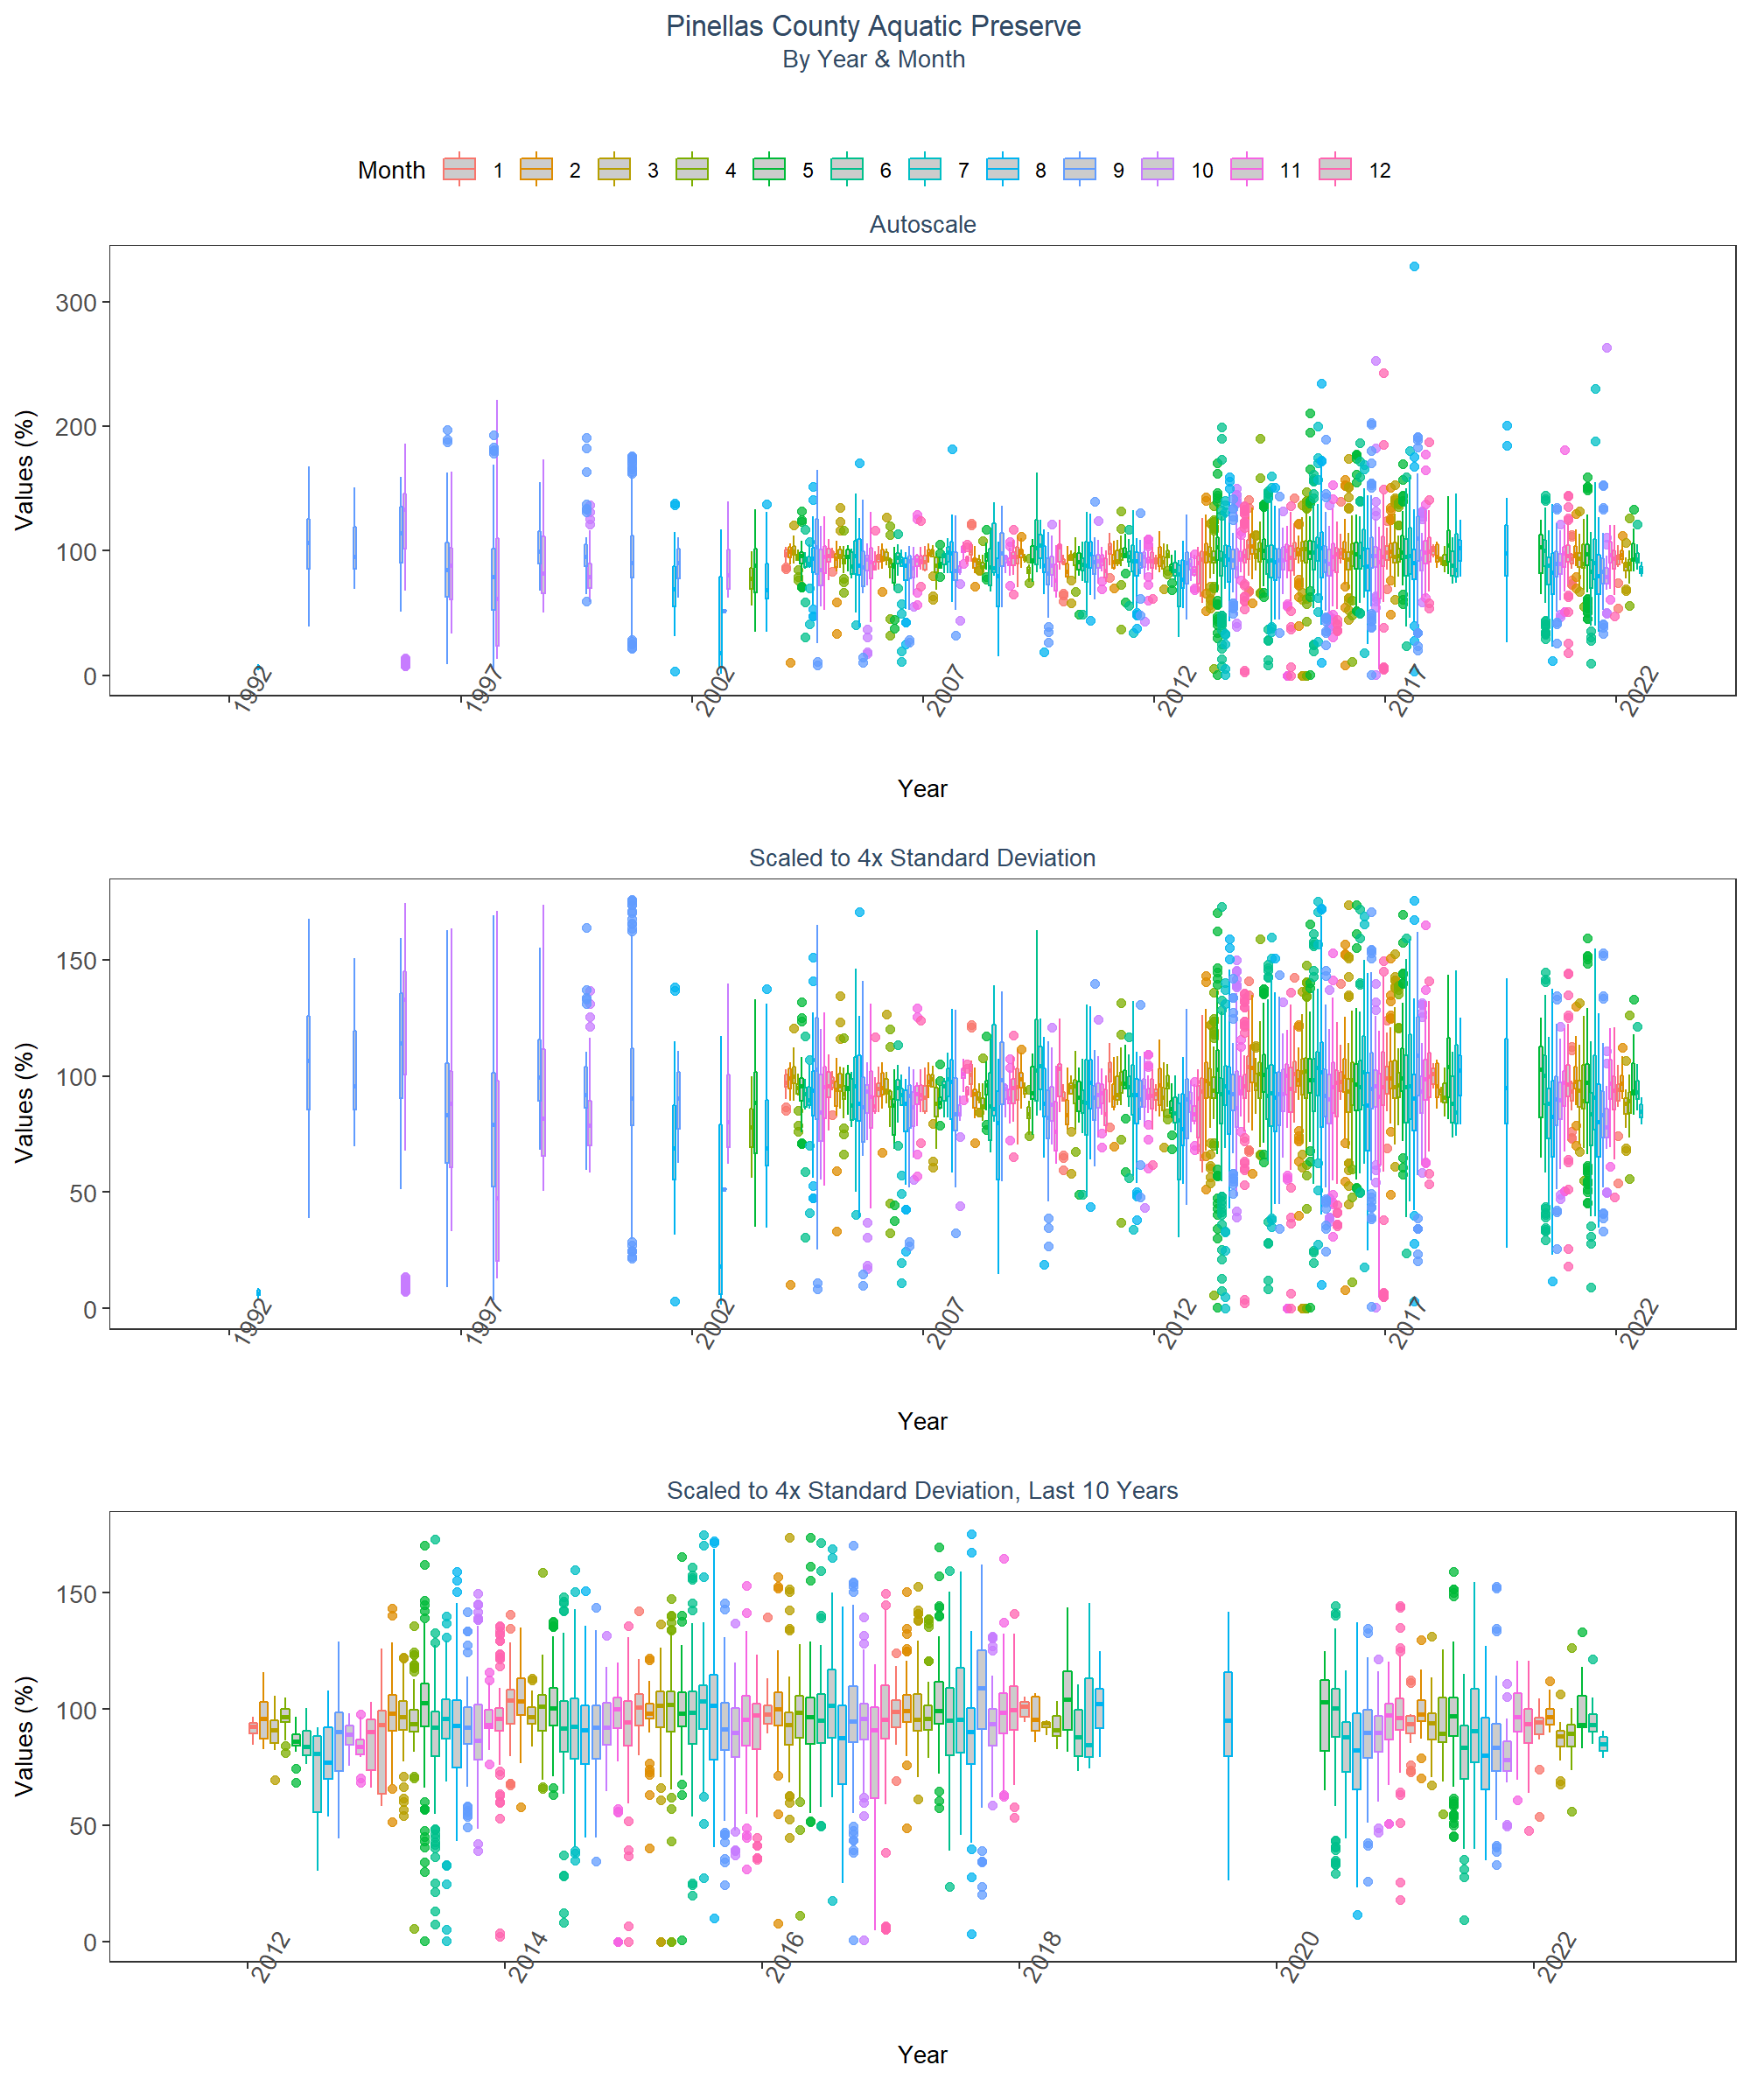 Pinellas County Aquatic Preserve
By Year & Month
Month 1 2 3 4 5 6 7 8 9 10 11 12
Autoscale
Values (%)
300
200
100
0
1992 1997 2002 2007 2012 2017 2022
Year
Scaled to 4x Standard Deviation
Values (%)
150
100
50
0
1992 1997 2002 2007 2012 2017 2022
Year
Scaled to 4x Standard Deviation, Last 10 Years
Values (%)
150
100
50
0
2012 2014 2016 2018 2020 2022
Year